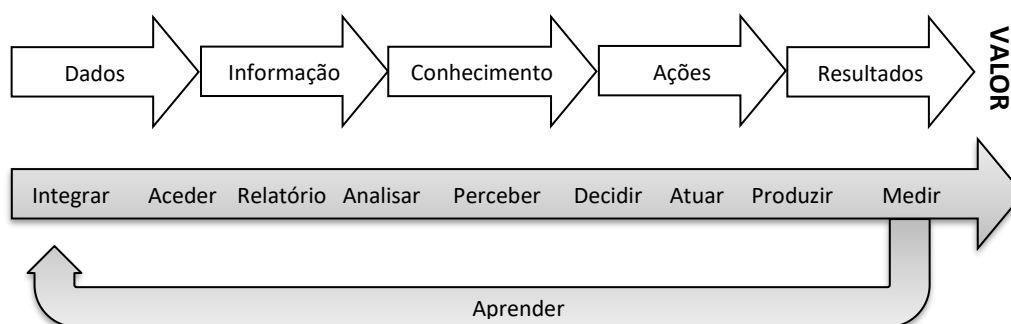 Dados Informação Conhecimento Ações Resultados
VALOR
Integrar Aceder Relatório Analisar Perceber Decidir Atuar Produzir Medir
Aprender